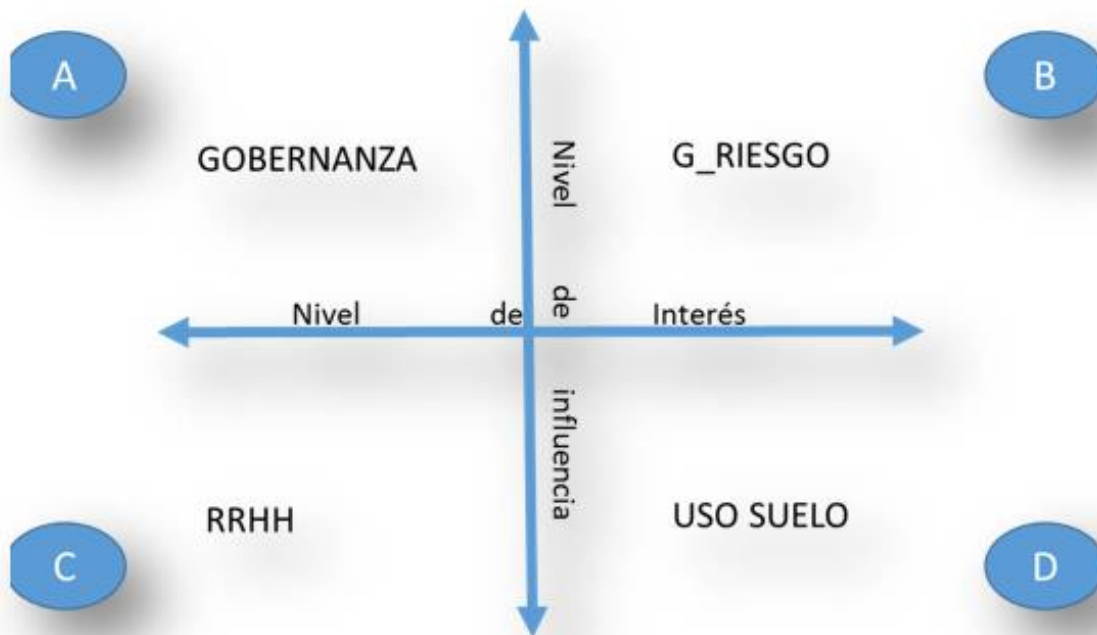 A
B
GOBERNANZA
G_RIESGO
Nivel de influencia
Nivel de Interés
RRHH
USO SUELO
C
D